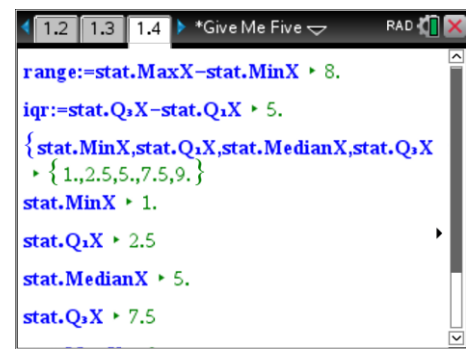 1.2 1.3 1.4 *Give Me Five RAD
range:=stat.MaxX−stat.MinX ▸ 8.
iqr:=stat.Q₃X−stat.Q₁X ▸ 5.
{stat.MinX,stat.Q₁X,stat.MedianX,stat.Q₃X
▸ {1.,2.5,5.,7.5,9.}
stat.MinX ▸ 1.
stat.Q₁X ▸ 2.5
stat.MedianX ▸ 5.
stat.Q₃X ▸ 7.5